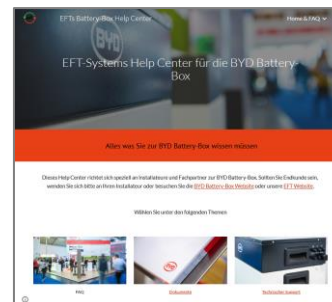 EFTs Battery-Box Help Center
Home & FAQ
BYD
EFT-Systems Help Center für die BYD Battery-
Box
Alles was Sie zur BYD Battery-Box wissen müssen
Dieses Help Center richtet sich speziell an Installateure und Fachpartner zur BYD Battery-Box. Sollten Sie Endkunde sein,
wenden Sie sich bitte an Ihren Installateur oder besuchen Sie die BYD Battery-Box Website oder unsere EFT Website.
Wählen Sie unter den folgenden Themen
FAQ
Dokumente
Technischer Support